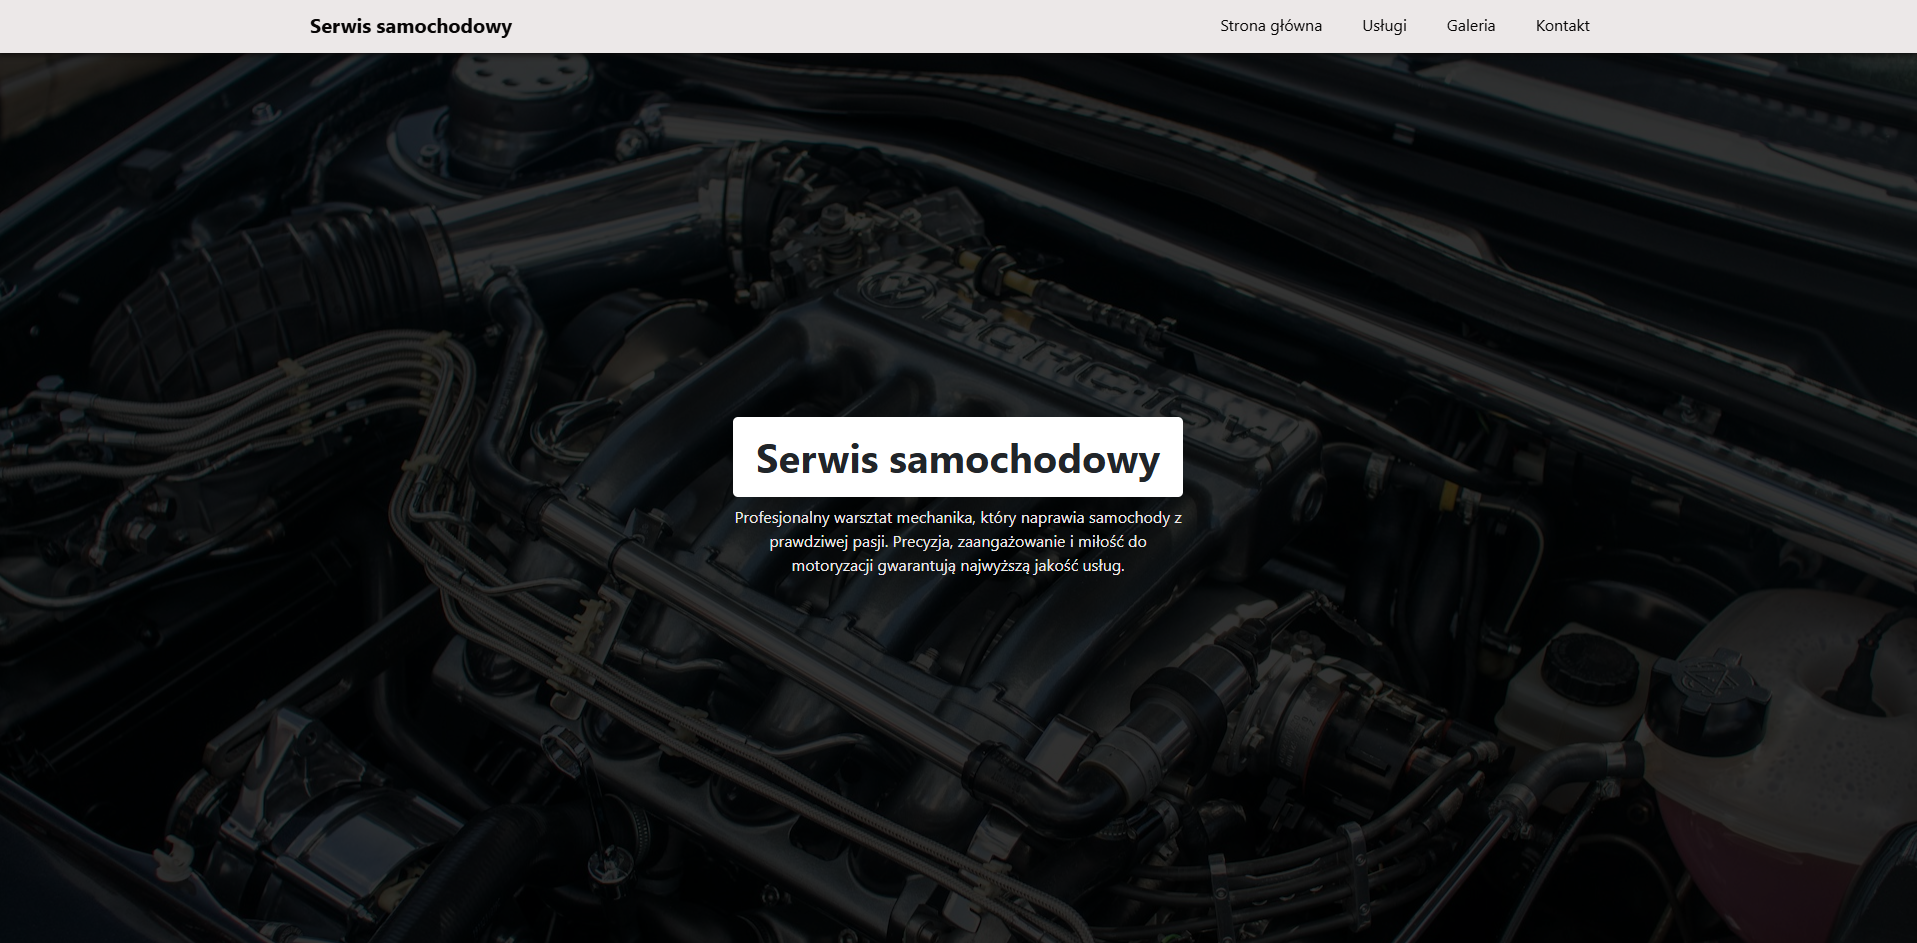 Serwis samochodowy
Strona główna
Usługi
Galeria
Kontakt
Serwis samochodowy
Profesjonalny warsztat mechanika, który naprawia samochody z
prawdziwej pasji. Precyzja, zaangażowanie i miłość do
motoryzacji gwarantują najwyższą jakość usług.